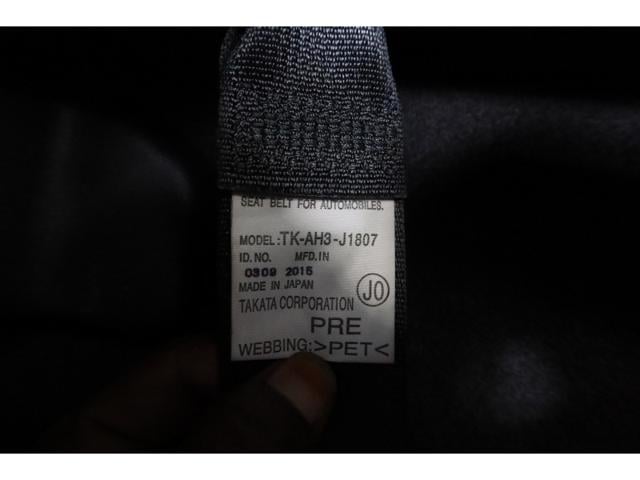 SEAT BELT FOR AUTOMOBILES.
MODEL:TK-AH3-J1807
ID.NO. MFD.IN
0309 2015
MADE IN JAPAN
JO
TAKATA CORPORATION
PRE
WEBBING:>PET<